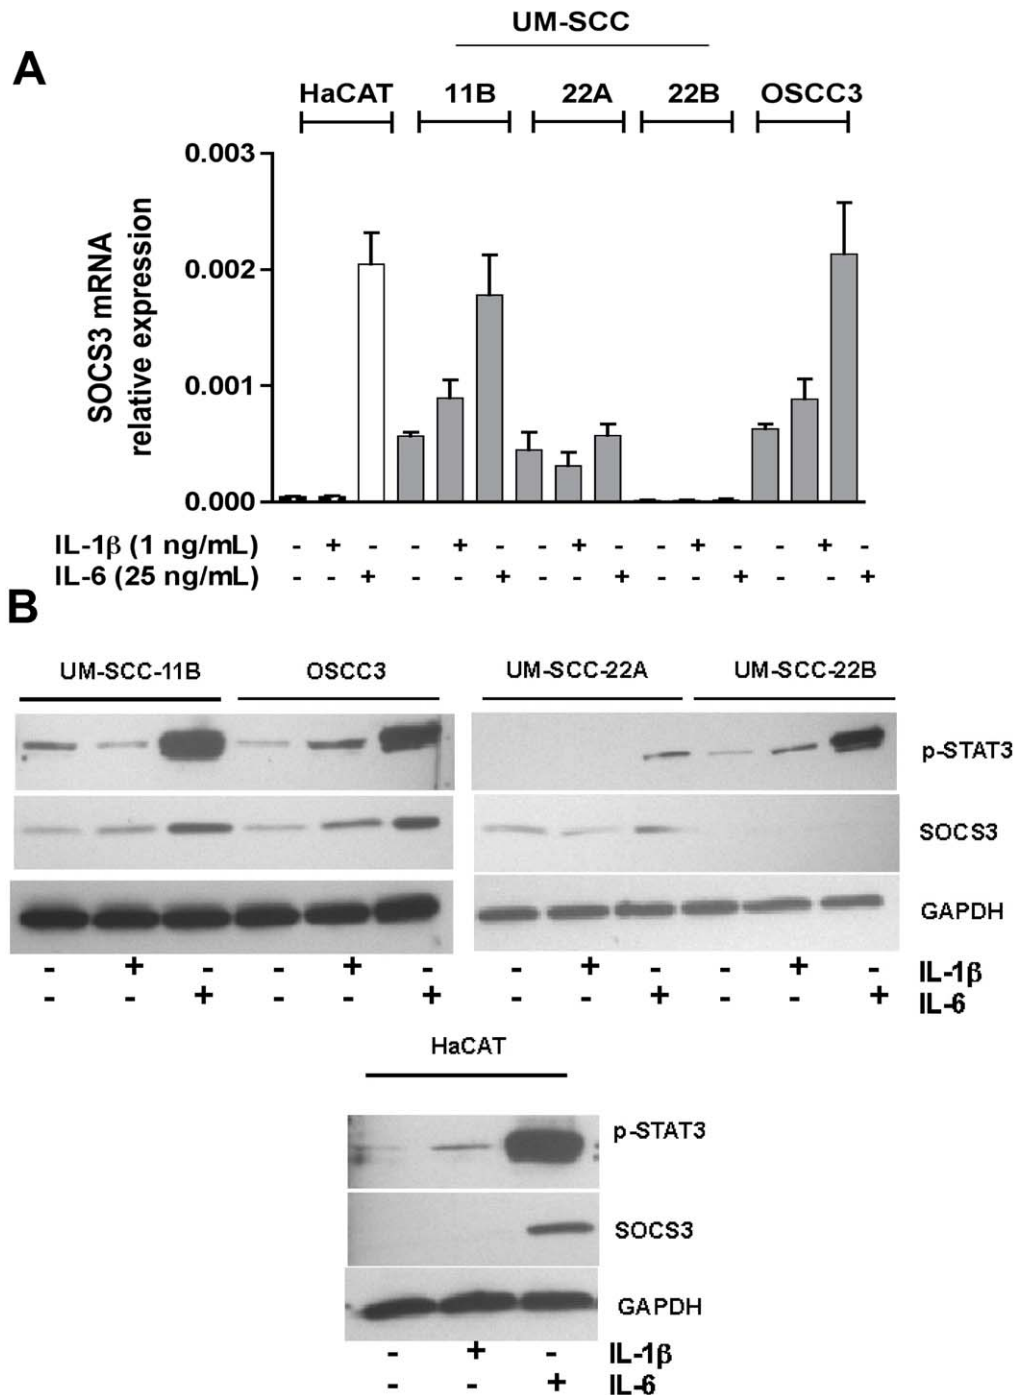 UM-SCC
A
HaCAT 11B 22A 22B OSCC3
SOCS3 mRNA
relative expression
0.003
0.002
0.001
0.000
IL-1β (1 ng/mL) - + - - + - - + - - + - - + -
IL-6 (25 ng/mL) - - + - - + - - + - - + - - +
B
UM-SCC-11B OSCC3 UM-SCC-22A UM-SCC-22B
p-STAT3
SOCS3
GAPDH
- + - - + - - + - - + - IL-1β
- - + - - + - - + - - + IL-6
HaCAT
p-STAT3
SOCS3
GAPDH
- + - IL-1β
- - + IL-6